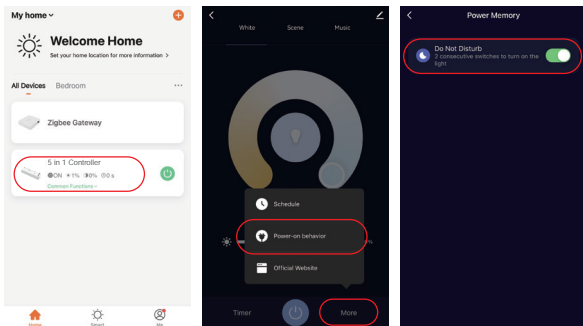 My home
Welcome Home
Set your home location for more information >
All Devices Bedroom ...
Zigbee Gateway
5 in 1 Controller
ON 1% 0% 0 s
Common Functions
Home Smart Me
White Scene Music
Schedule
Power-on behavior
%
Official Website
Timer More
Power Memory
Do Not Disturb
2 consecutive switches to turn on the
light